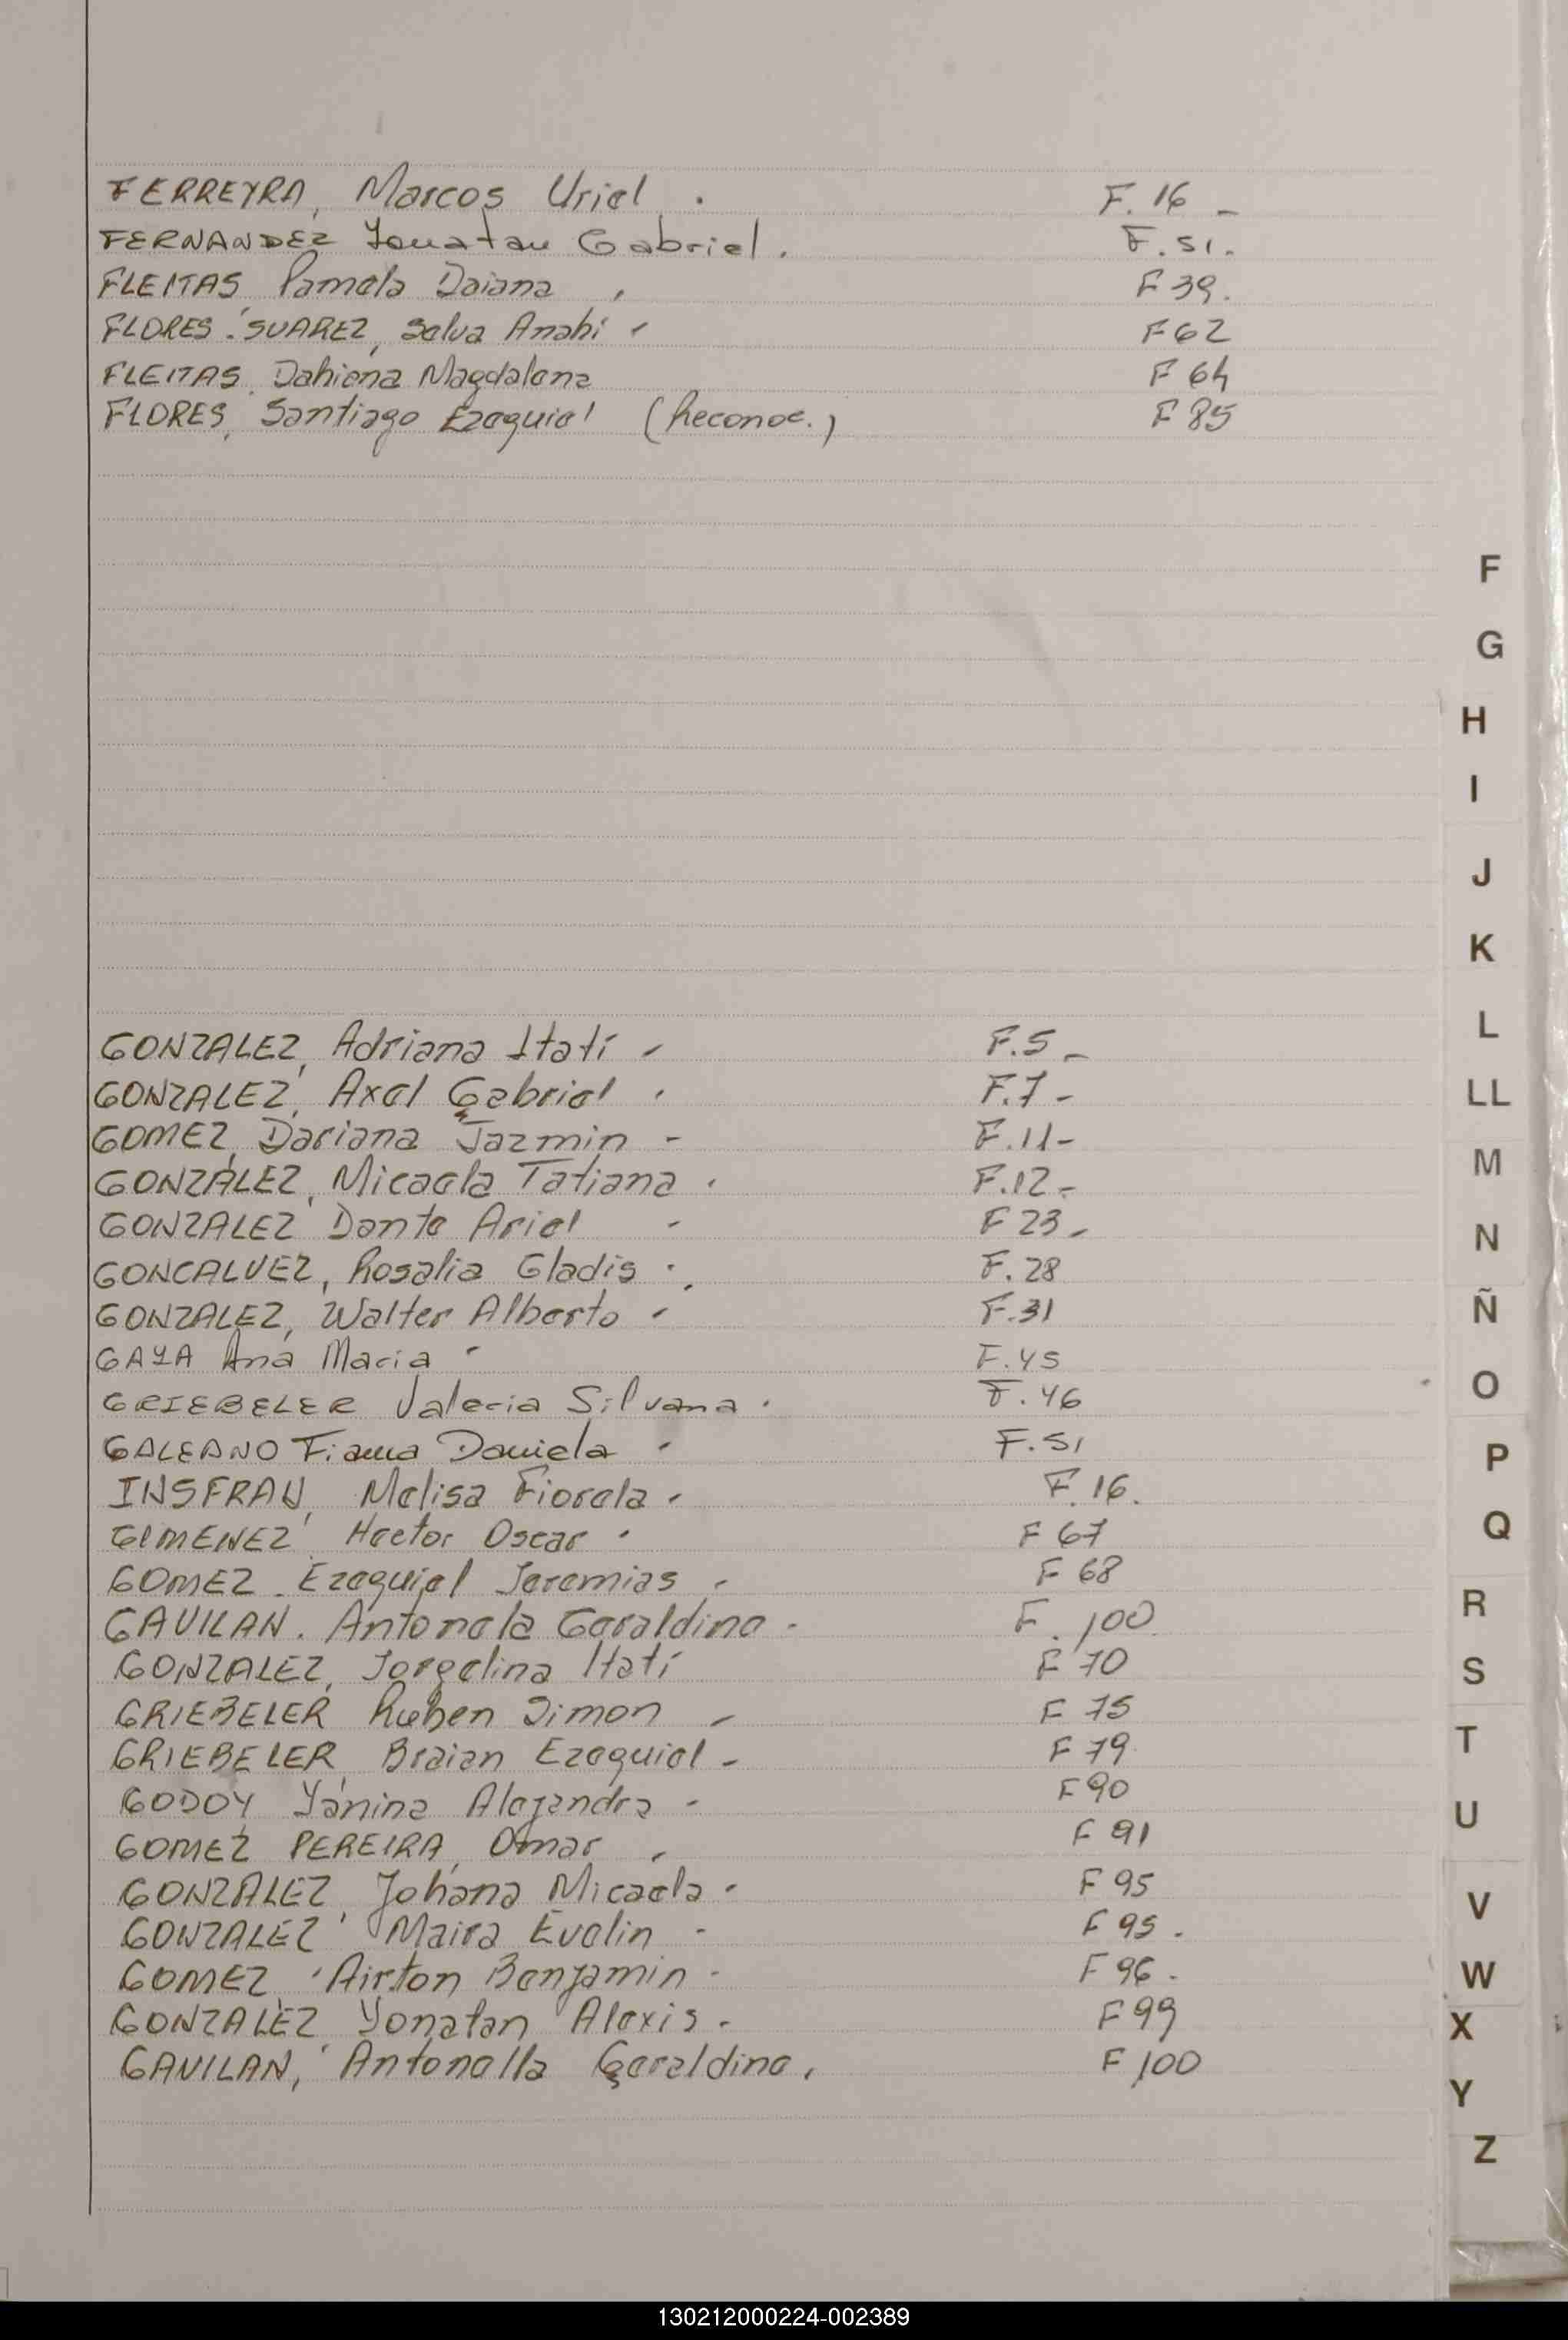 FERREYRA, Marcos Uriel . F. 16 -
FERNANDEZ Jonatan Gabriel . F. 51.
FLEITAS, Pamela Daiana . F 39.
FLORES SUAREZ, Selva Anahi - F 62
FLEITAS, Dahiena Magdalena F 64
FLORES, Santiago Ezequiel (Reconoc.) F 85
F
G
H
I
J
K
L
LL
M
N
Ñ
O
P
Q
R
S
T
U
V
W
X
Y
Z
GONZALEZ, Adriana Itatí - F.5 -
GONZALEZ, Axel Gabriel . F.7 -
GOMEZ, Dariana Jazmin - F.11-
GONZALEZ, Micaela Tatiana . F.12.-
GONZALEZ Dante Ariel - F 23 -
GONCALVEZ, Rosalia Gladis . F. 28
GONZALEZ, Walter Alberto - F.31
GAYA Ana Maria - F.45
GRIEBELER Valeria Silvana . F. 46
GALEANO Fiama Daniela - F.51
INSFRAN, Melisa Fiorela - F.16.
GIMENEZ, Hector Oscar . F 67
GOMEZ. Ezequiel Jeremias - F 68
GAVILAN. Antonela Geraldine - F. 100
GONZALEZ, Jorgelina Itatí F 70
GRIEBELER Ruben Simon - F 75
GRIEBELER, Braian Ezequiel - F 79
GODOY Yanina Alejandra - F 90
GOMEZ PEREIRA, Omar - F 91
GONZALEZ, Johana Micaela - F 95
GONZALEZ Maira Evelin - F 95 .
GOMEZ Airton Benjamin - F 96 .
GONZALEZ Yonatan Alexis - F 99
GAVILAN, Antonella Geraldine . F 100
130212000224-002389